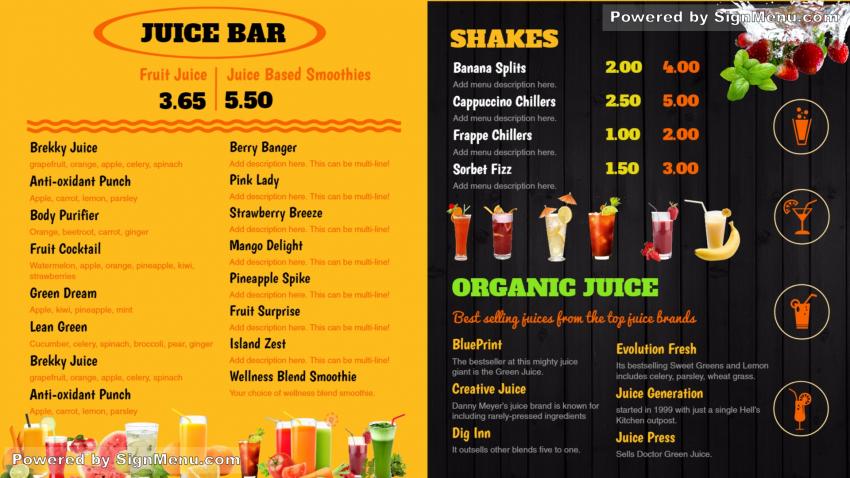 JUICE BAR
Fruit Juice
Juice Based Smoothies
3.65
5.50
Brekky Juice
grapefruit, orange, apple, celery, spinach
Anti-oxidant Punch
Apple, carrot, lemon, parsley
Body Purifier
Orange, beetroot, carrot, ginger
Fruit Cocktail
Watermelon, apple, orange, pineapple, kiwi,
strawberries
Green Dream
Apple, kiwi, pineapple, mint
Lean Green
Cucumber, celery, spinach, broccoli, pear, ginger
Brekky Juice
grapefruit, orange, apple, celery, spinach
Anti-oxidant Punch
Apple, carrot, lemon, parsley
Berry Banger
Add description here. This can be multi-line!
Pink Lady
Add description here. This can be multi-line!
Strawberry Breeze
Add description here. This can be multi-line!
Mango Delight
Add description here. This can be multi-line!
Pineapple Spike
Add description here. This can be multi-line!
Fruit Surprise
Add description here. This can be multi-line!
Island Zest
Add description here. This can be multi-line!
Wellness Blend Smoothie
Your choice of wellness blend smoothie.
Powered by SignMenu.com
Powered by SignMenu.com
SHAKES
Banana Splits 2.00 4.00
Add menu description here.
Cappuccino Chillers 2.50 5.00
Add menu description here.
Frappe Chillers 1.00 2.00
Add menu description here.
Sorbet Fizz 1.50 3.00
Add menu description here.
ORGANIC JUICE
Best selling juices from the top juice brands
BluePrint
The bestseller at this mighty juice
giant is the Green Juice.
Creative Juice
Danny Meyer's juice brand is known for
including rarely-pressed ingredients
Dig Inn
It outsells other blends five to one.
Evolution Fresh
Its bestselling Sweet Greens and Lemon
includes celery, parsley, wheat grass.
Juice Generation
started in 1999 with just a single Hell's
Kitchen outpost.
Juice Press
Sells Doctor Green Juice.